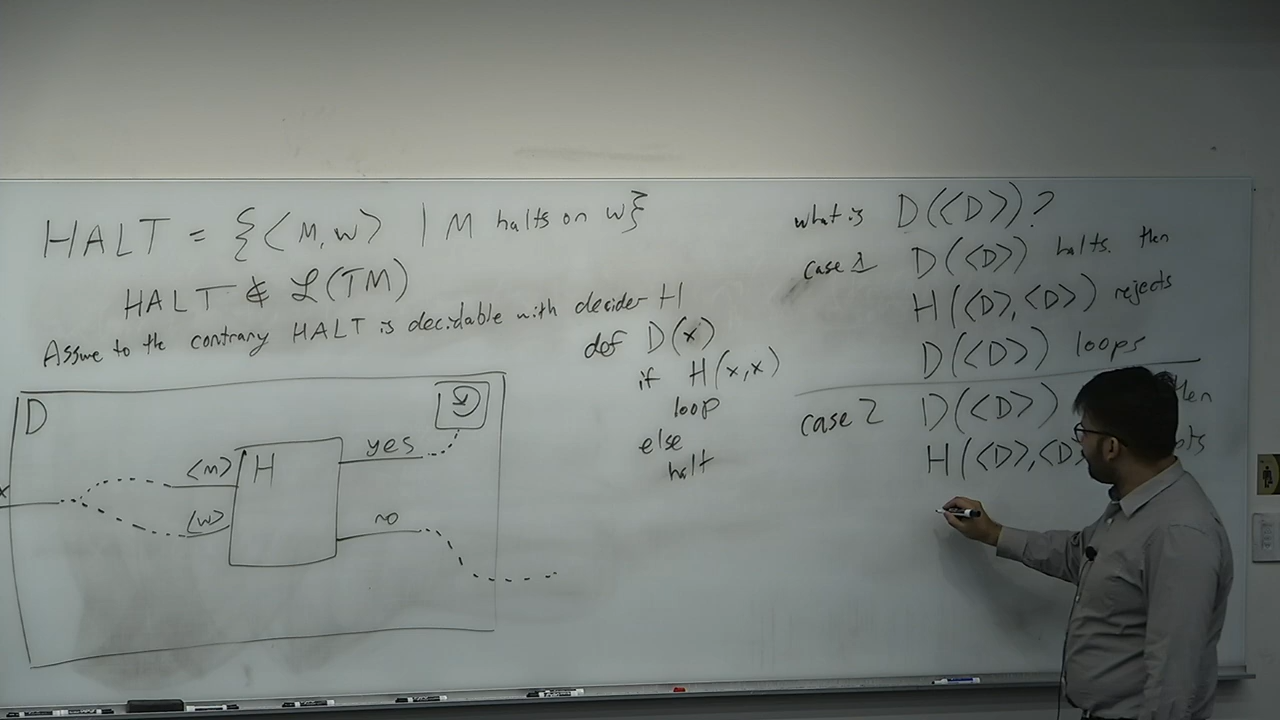 HALT = {⟨M,w⟩ | M halts on w}
HALT ∉ ℒ(TM)
Assume to the contrary HALT is decidable with decider H
D
x
⟨M⟩
⟨w⟩
H
yes
no
def D(x)
if H(x,x)
loop
else
halt
what is D(⟨D⟩)?
case 1 D(⟨D⟩) halts. then
H(⟨D⟩,⟨D⟩) rejects
D(⟨D⟩) loops
case 2 D(⟨D⟩)
H(⟨D⟩,⟨D⟩